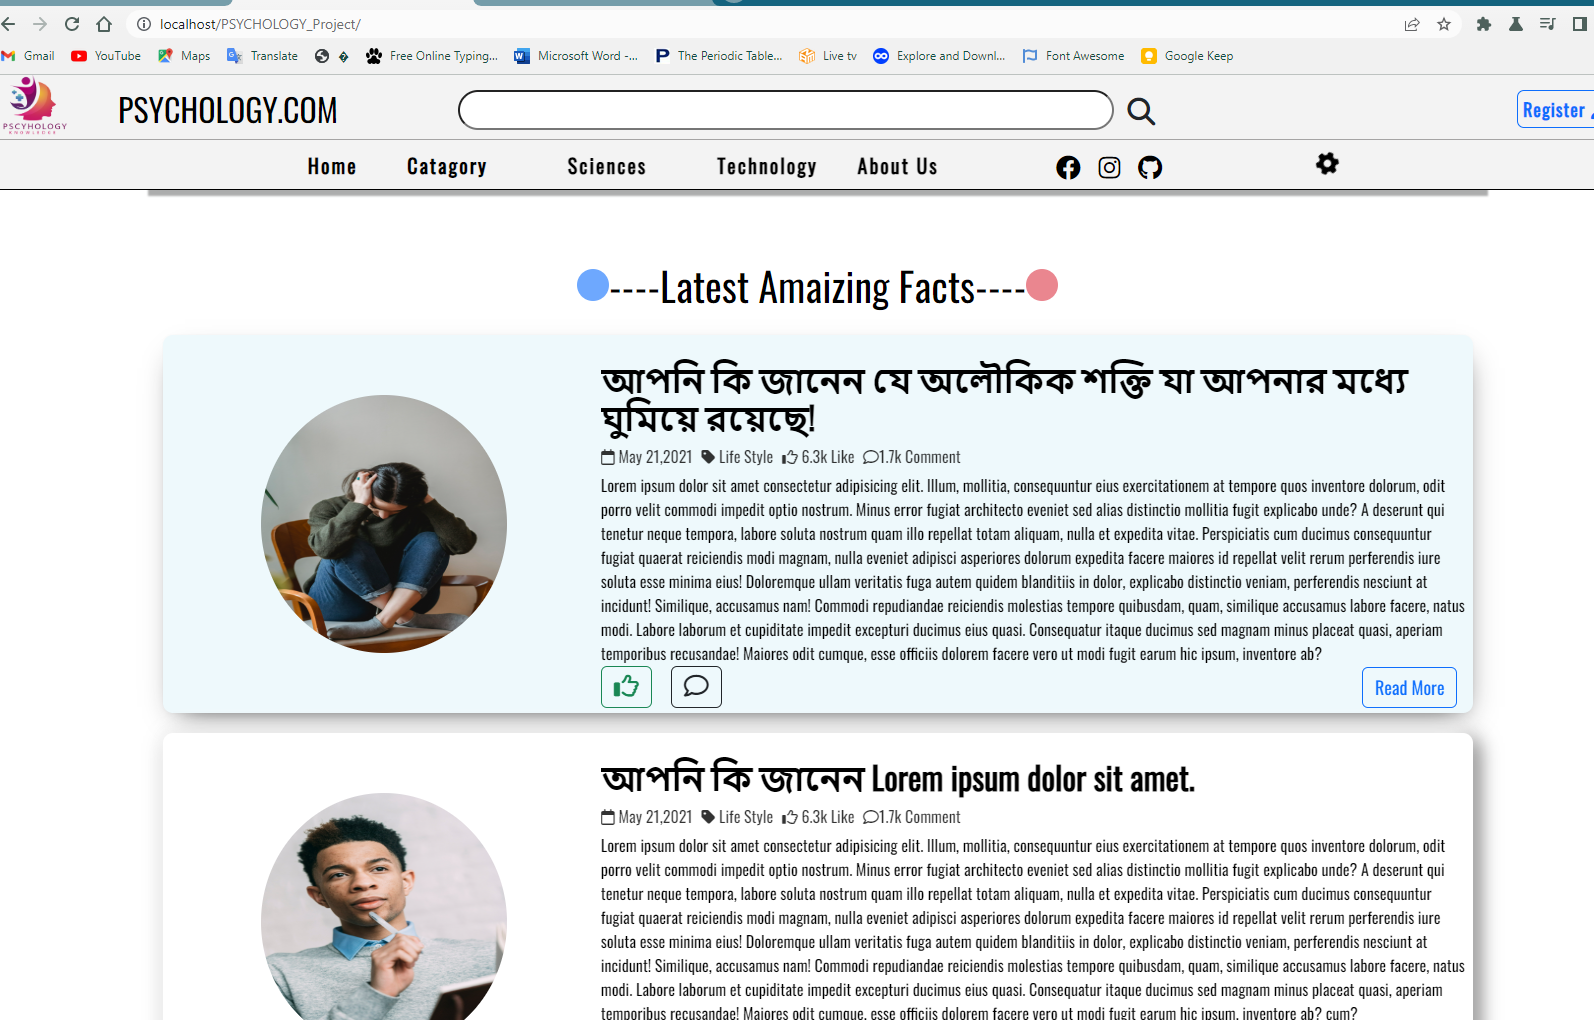 localhost/PSYCHOLOGY_Project/
Gmail YouTube Maps Translate Free Online Typing... Microsoft Word -... The Periodic Table... Live tv Explore and Downl... Font Awesome Google Keep
PSCYHOLOGY
KNOWLEDGE
PSYCHOLOGY.COM
Register
Home Catagory Sciences Technology About Us
----Latest Amaizing Facts----
আপনি কি জানেন যে অলৌকিক শক্তি যা আপনার মধ্যে
ঘুমিয়ে রয়েছে!
May 21,2021 Life Style 6.3k Like 1.7k Comment
Lorem ipsum dolor sit amet consectetur adipisicing elit. Illum, mollitia, consequuntur eius exercitationem at tempore quos inventore dolorum, odit
porro velit commodi impedit optio nostrum. Minus error fugiat architecto eveniet sed alias distinctio mollitia fugit explicabo unde? A deserunt qui
tenetur neque tempora, labore soluta nostrum quam illo repellat totam aliquam, nulla et expedita vitae. Perspiciatis cum ducimus consequuntur
fugiat quaerat reiciendis modi magnam, nulla eveniet adipisci asperiores dolorum expedita facere maiores id repellat velit rerum perferendis iure
soluta esse minima eius! Doloremque ullam veritatis fuga autem quidem blanditiis in dolor, explicabo distinctio veniam, perferendis nesciunt at
incidunt! Similique, accusamus nam! Commodi repudiandae reiciendis molestias tempore quibusdam, quam, similique accusamus labore facere, natus
modi. Labore laborum et cupiditate impedit excepturi ducimus eius quasi. Consequatur itaque ducimus sed magnam minus placeat quasi, aperiam
temporibus recusandae! Maiores odit cumque, esse officiis dolorem facere vero ut modi fugit earum hic ipsum, inventore ab?
Read More
আপনি কি জানেন Lorem ipsum dolor sit amet.
May 21,2021 Life Style 6.3k Like 1.7k Comment
Lorem ipsum dolor sit amet consectetur adipisicing elit. Illum, mollitia, consequuntur eius exercitationem at tempore quos inventore dolorum, odit
porro velit commodi impedit optio nostrum. Minus error fugiat architecto eveniet sed alias distinctio mollitia fugit explicabo unde? A deserunt qui
tenetur neque tempora, labore soluta nostrum quam illo repellat totam aliquam, nulla et expedita vitae. Perspiciatis cum ducimus consequuntur
fugiat quaerat reiciendis modi magnam, nulla eveniet adipisci asperiores dolorum expedita facere maiores id repellat velit rerum perferendis iure
soluta esse minima eius! Doloremque ullam veritatis fuga autem quidem blanditiis in dolor, explicabo distinctio veniam, perferendis nesciunt at
incidunt! Similique, accusamus nam! Commodi repudiandae reiciendis molestias tempore quibusdam, quam, similique accusamus labore facere, natus
modi. Labore laborum et cupiditate impedit excepturi ducimus eius quasi. Consequatur itaque ducimus sed magnam minus placeat quasi, aperiam
temporibus recusandae! Maiores odit cumque, esse officiis dolorem facere vero ut modi fugit earum hic ipsum, inventore ab? cum?